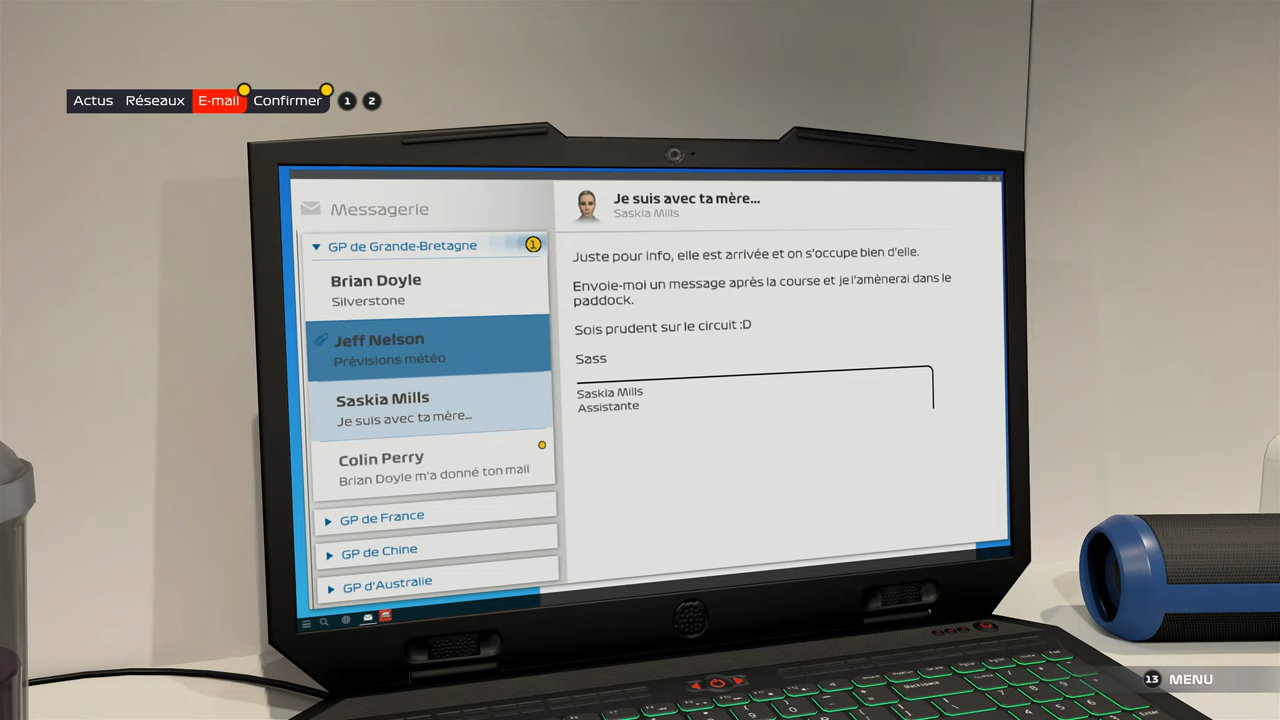 Actus Réseaux E-mail Confirmer 1 2
Messagerie
GP de Grande-Bretagne 1
Brian Doyle
Silverstone
Jeff Nelson
Prévisions météo
Saskia Mills
Je suis avec ta mère...
Colin Perry
Brian Doyle m'a donné ton mail
GP de France
GP de Chine
GP d'Australie
Je suis avec ta mère...
Saskia Mills
Juste pour info, elle est arrivée et on s'occupe bien d'elle.
Envoie-moi un message après la course et je l'amènerai dans le
paddock.
Sois prudent sur le circuit :D
Sass
Saskia Mills
Assistante
Backspace
13 MENU